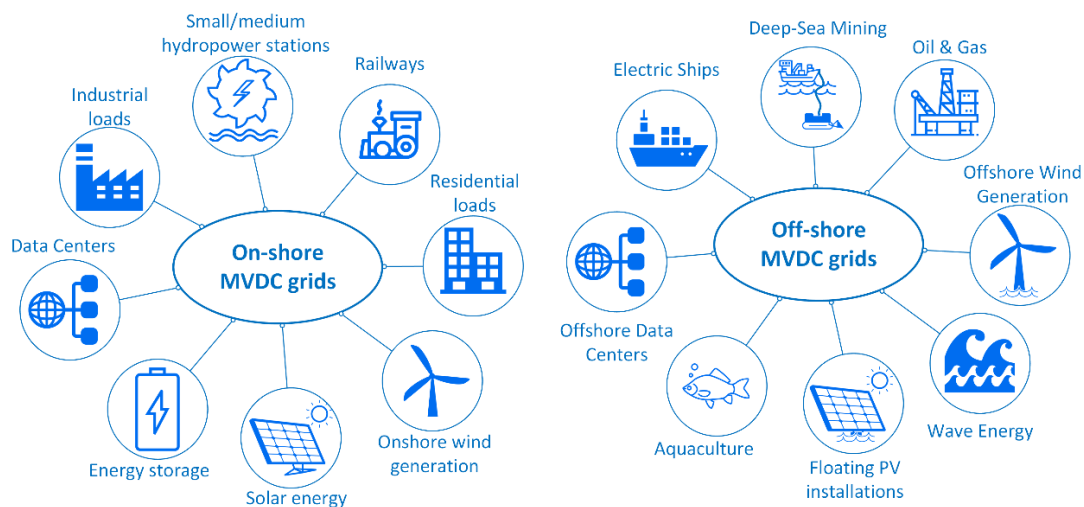 Small/medium
hydropower stations
Railways
Industrial
loads
Residential
loads
On-shore
MVDC grids
Data Centers
Energy storage
Solar energy
Onshore wind
generation
Deep-Sea Mining
Oil & Gas
Electric Ships
Offshore Wind
Generation
Off-shore
MVDC grids
Offshore Data
Centers
Aquaculture
Floating PV
installations
Wave Energy